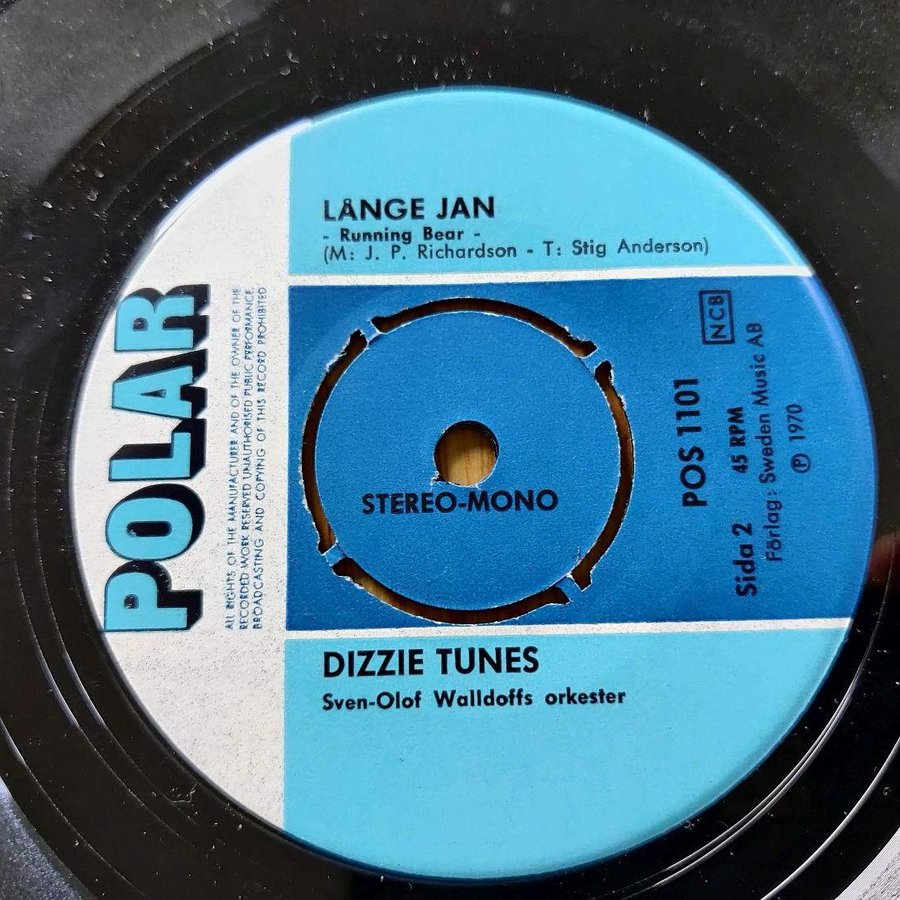 LÅNGE JAN
- Running Bear -
(M: J. P. Richardson - T: Stig Anderson)
POLAR
ALL RIGHTS OF THE MANUFACTURER AND OF THE OWNER OF THE
RECORDED WORK RESERVED UNAUTHORISED PUBLIC PERFORMANCE,
BROADCASTING AND COPYING OF THIS RECORD PROHIBITED
STEREO-MONO
NCB
POS 1101
Sida 2 45 RPM
Förlag: Sweden Music AB
Ⓟ 1970
DIZZIE TUNES
Sven-Olof Walldoffs orkester